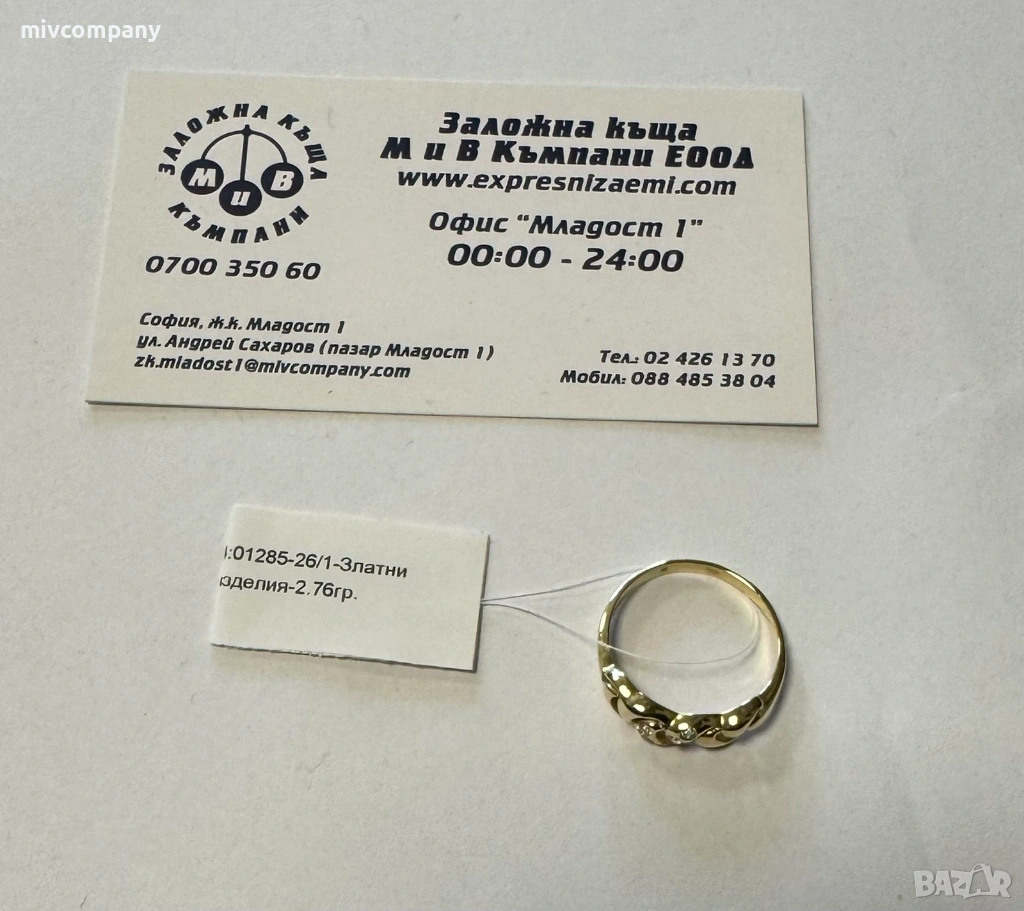 mivcompany
ЗАЛОЖНА КЪЩА
М и В
КЪМПАНИ
0700 350 60
Заложна къща
М и В Къмпани ЕООД
www.expresnizaemi.com
Офис "Младост 1"
00:00 - 24:00
София, ж.к. Младост 1
ул. Андрей Сахаров (пазар Младост 1)
zk.mladost1@mivcompany.com
Тел.: 02 426 13 70
Мобил: 088 485 38 04
:01285-26/1-Златни
зделия-2.76гр.
BAZAR